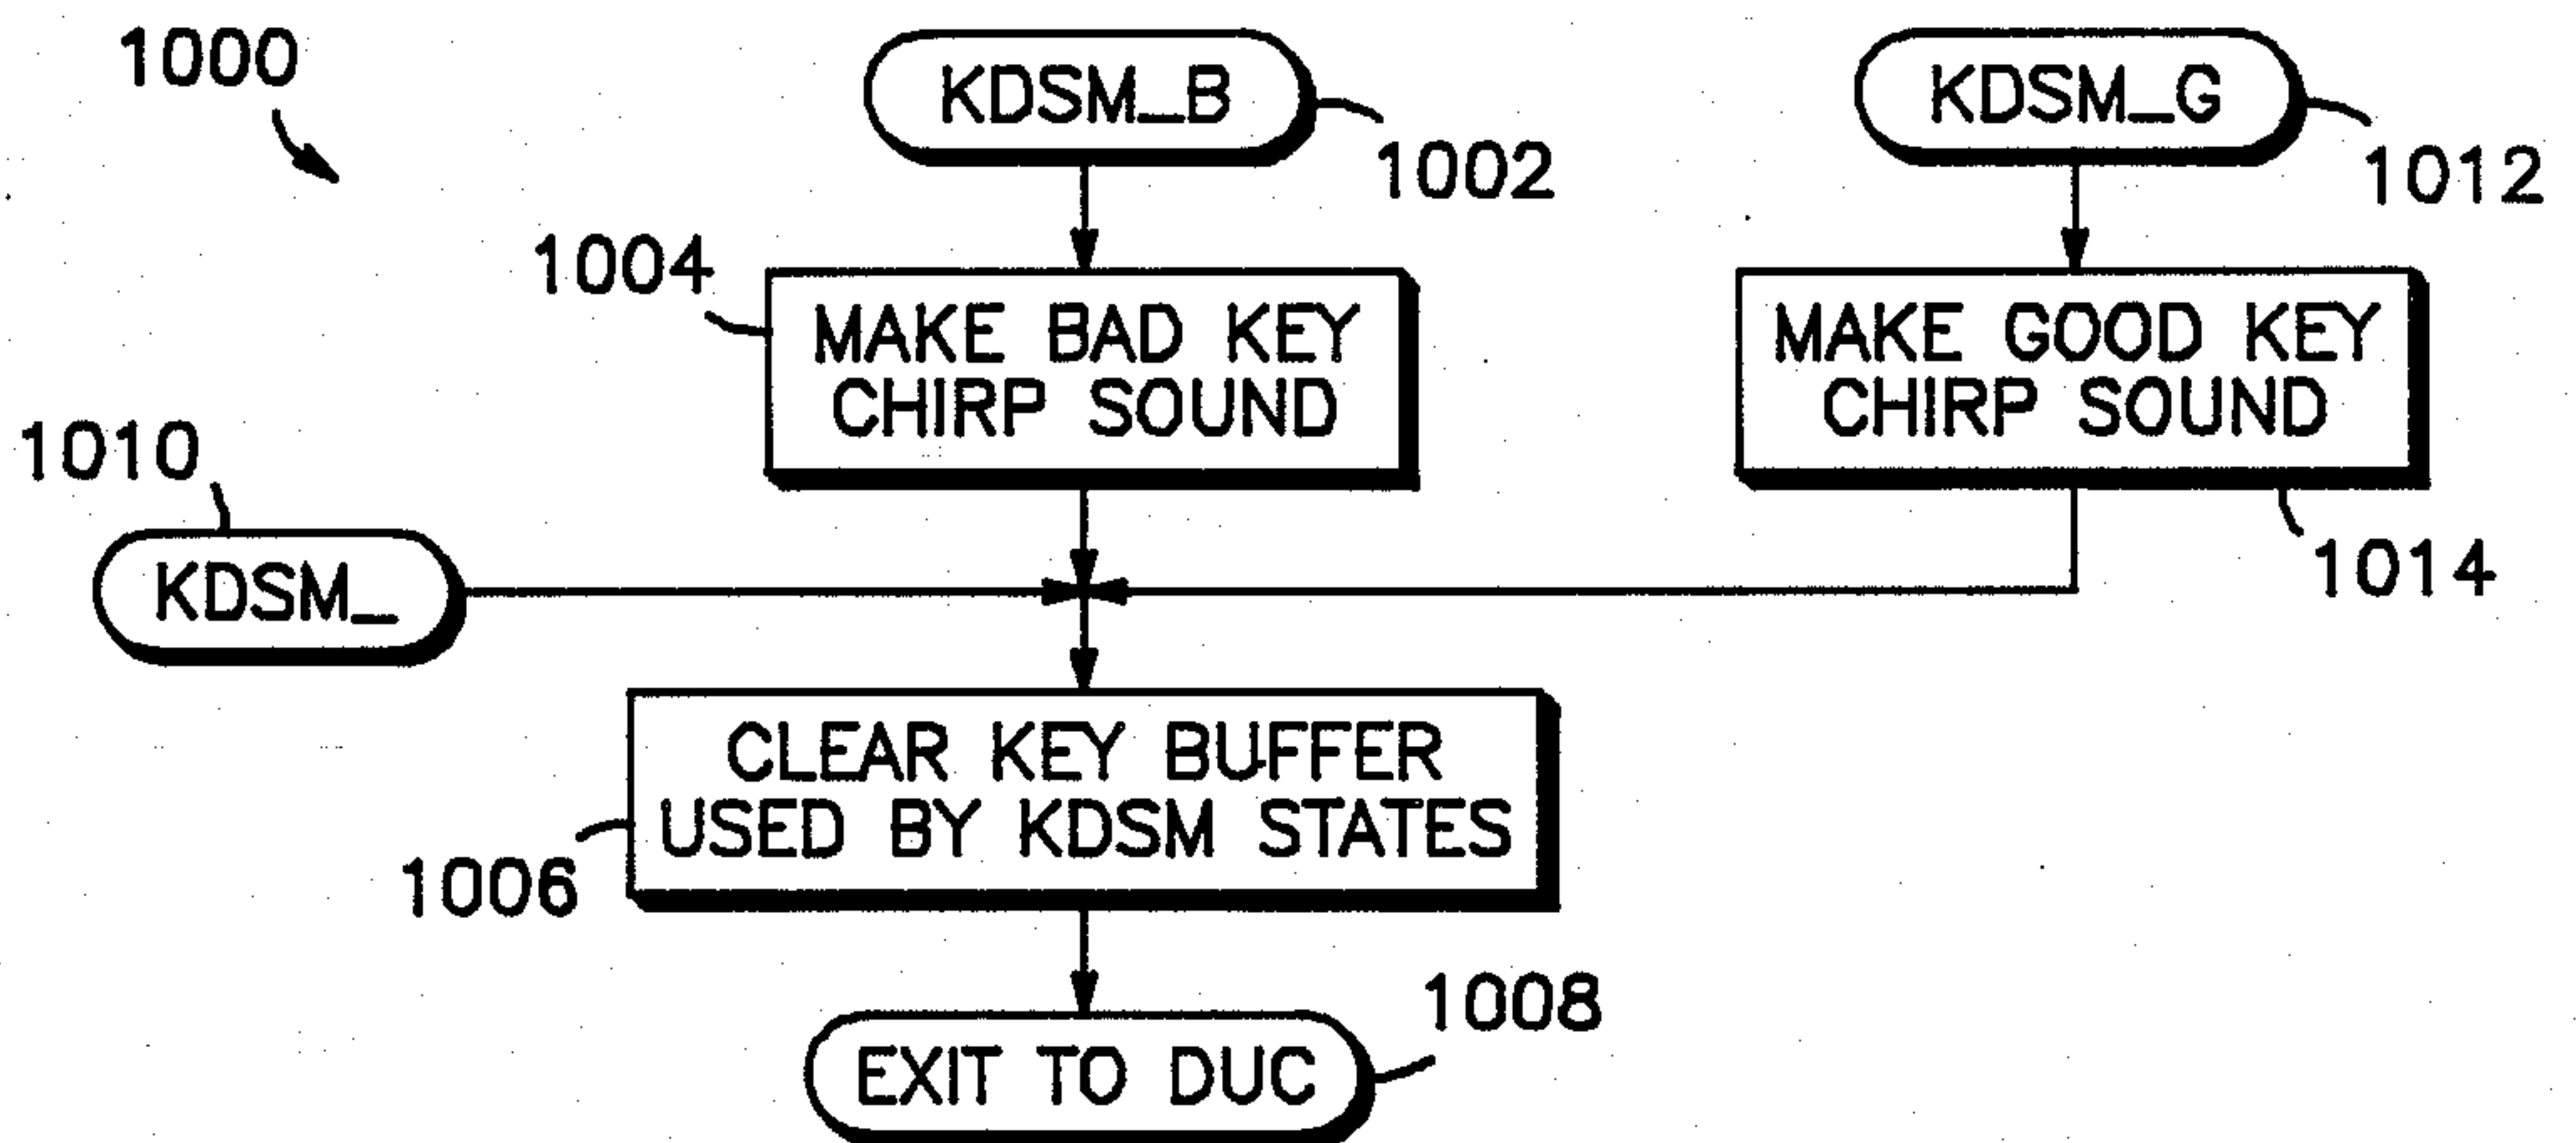 1000
KDSM_B
1002
KDSM_G
1012
1004
MAKE BAD KEY
CHIRP SOUND
MAKE GOOD KEY
CHIRP SOUND
1014
1010
KDSM_
CLEAR KEY BUFFER
USED BY KDSM STATES
1006
EXIT TO DUC
1008